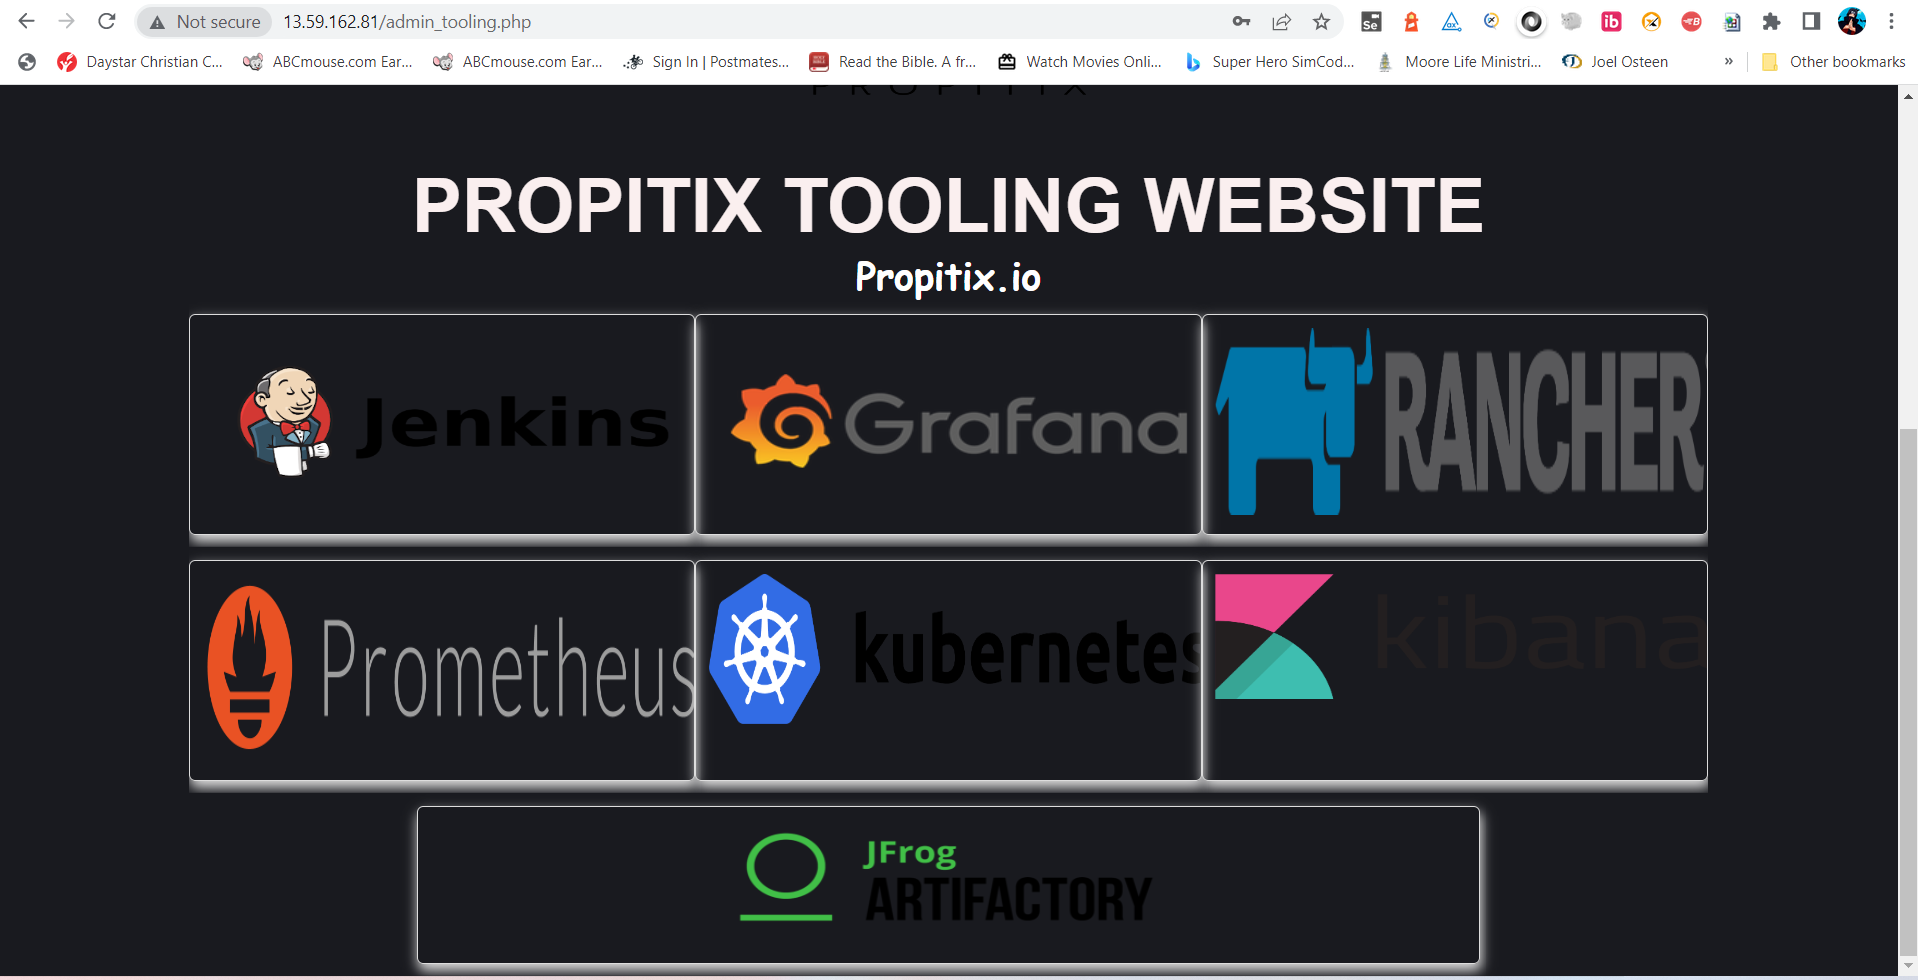 Not secure 13.59.162.81/admin_tooling.php
Daystar Christian C... ABCmouse.com Ear... ABCmouse.com Ear... Sign In | Postmates... Read the Bible. A fr... Watch Movies Onli... Super Hero SimCod... Moore Life Ministri... Joel Osteen » Other bookmarks
PROPITIX
PROPITIX TOOLING WEBSITE
Propitix.io
Jenkins Grafana RANCHER
Prometheus kubernetes kibana
JFrog
ARTIFACTORY